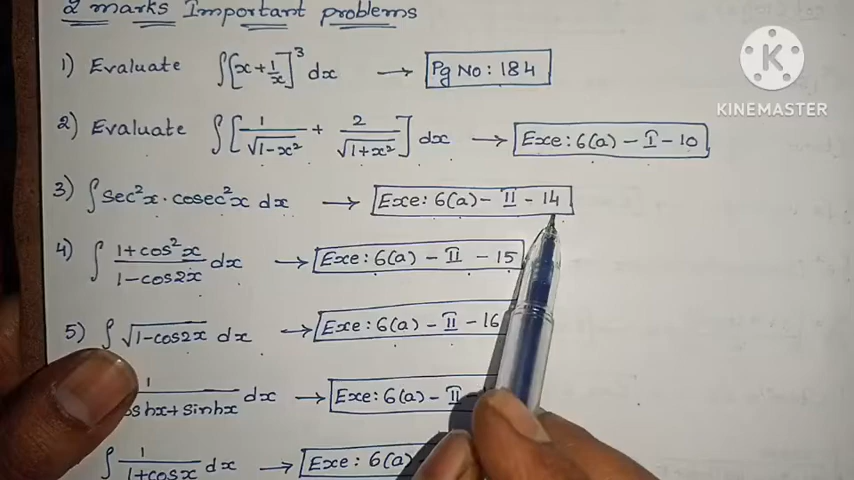 2 marks Important problems
1) Evaluate ∫[x+1/x]³ dx → Pg No: 184
2) Evaluate ∫[1/√(1-x²) + 2/√(1+x²)] dx → Exe: 6(a) - I - 10
3) ∫ sec²x · cosec²x dx → Exe: 6(a) - II - 14
4) ∫ (1+cos²x)/(1-cos2x) dx → Exe: 6(a) - II - 15
5) ∫ √(1-cos2x) dx → Exe: 6(a) - II - 16
1/(coshx+sinhx) dx → Exe: 6(a) - II
∫ 1/(1+cosx) dx → Exe: 6(a)
KINEMASTER